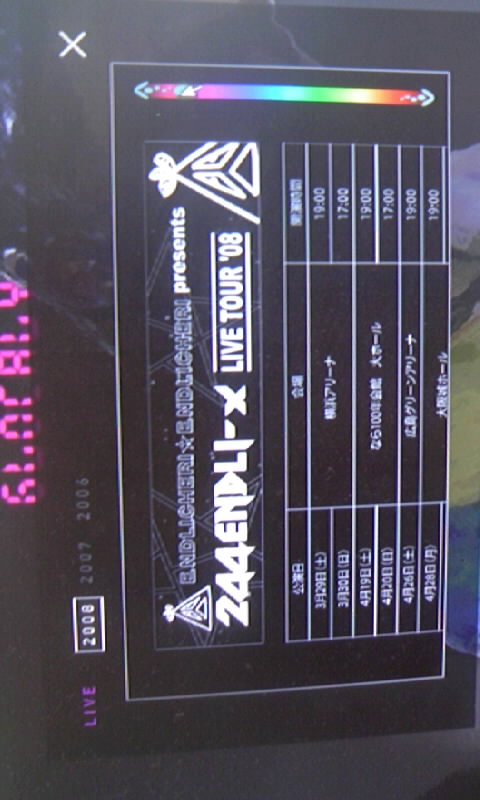 LIVE 2008 2007 2006
ENDLICHERI☆ENDLICHERI presents
244ENDLI-X LIVE TOUR '08
公演日 会場 開演時間
3月29日(土) 横浜アリーナ 19:00
3月30日(日) 17:00
4月19日(土) なら100年会館 大ホール 19:00
4月20日(日) 17:00
4月26日(土) 広島グリーンアリーナ 19:00
4月28日(月) 大阪城ホール 19:00